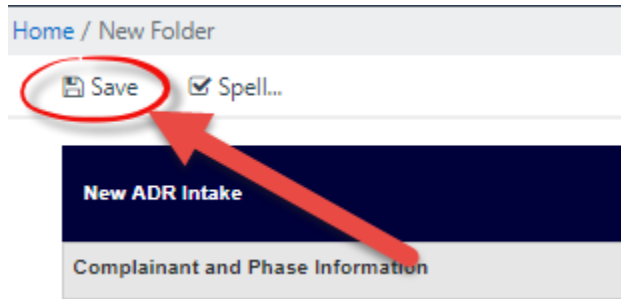 Home / New Folder
Save Spell...
New ADR Intake
Complainant and Phase Information